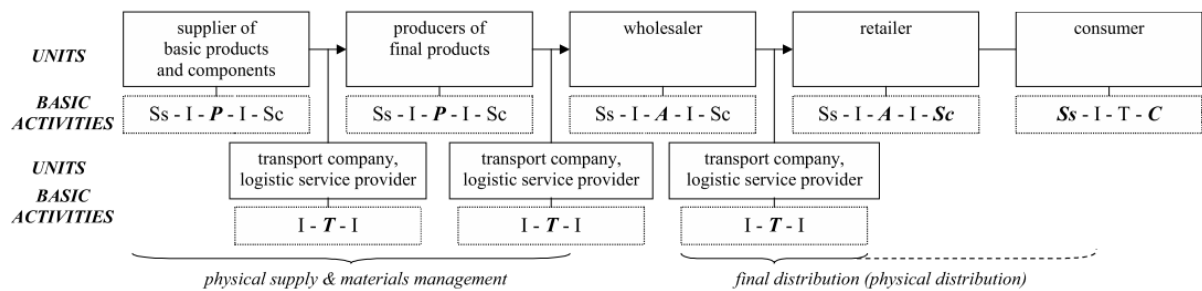 UNITS
supplier of
basic products
and components
producers of
final products
wholesaler
retailer
consumer
BASIC
ACTIVITIES
Ss - I - P - I - Sc
Ss - I - P - I - Sc
Ss - I - A - I - Sc
Ss - I - A - I - Sc
Ss - I - T - C
UNITS
transport company,
logistic service provider
transport company,
logistic service provider
transport company,
logistic service provider
BASIC
ACTIVITIES
I - T - I
I - T - I
I - T - I
physical supply & materials management
final distribution (physical distribution)